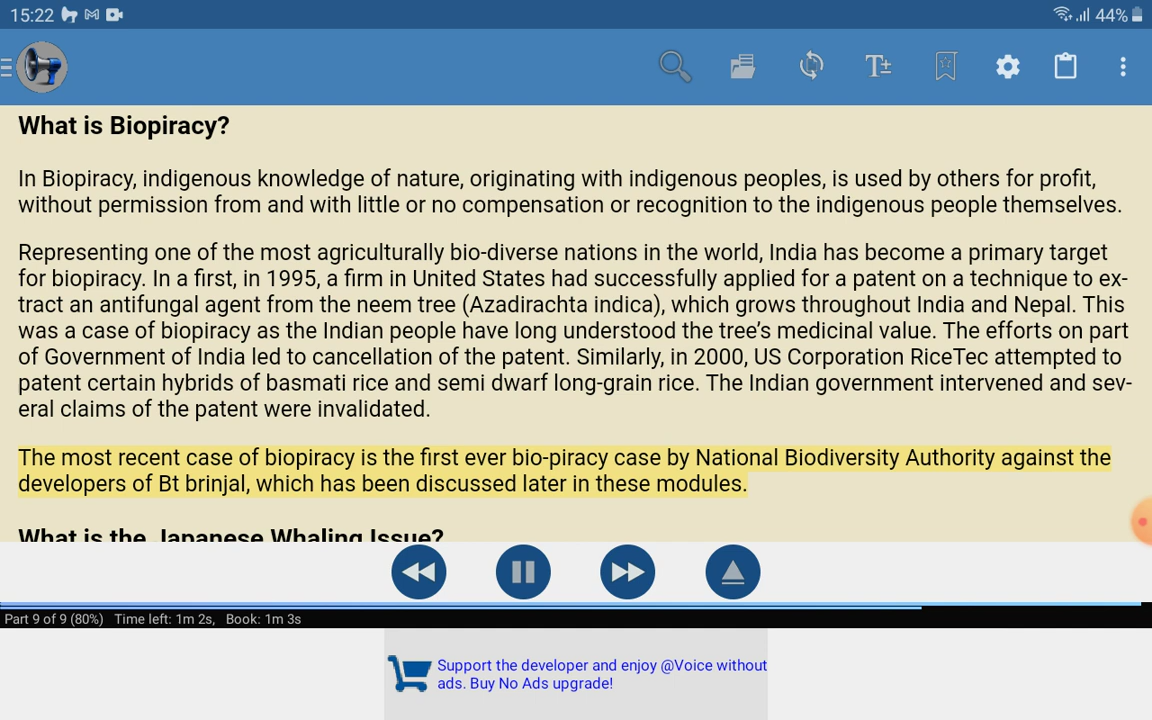 15:22
44%
T±
What is Biopiracy?
In Biopiracy, indigenous knowledge of nature, originating with indigenous peoples, is used by others for profit,
without permission from and with little or no compensation or recognition to the indigenous people themselves.
Representing one of the most agriculturally bio-diverse nations in the world, India has become a primary target
for biopiracy. In a first, in 1995, a firm in United States had successfully applied for a patent on a technique to ex-
tract an antifungal agent from the neem tree (Azadirachta indica), which grows throughout India and Nepal. This
was a case of biopiracy as the Indian people have long understood the tree’s medicinal value. The efforts on part
of Government of India led to cancellation of the patent. Similarly, in 2000, US Corporation RiceTec attempted to
patent certain hybrids of basmati rice and semi dwarf long-grain rice. The Indian government intervened and sev-
eral claims of the patent were invalidated.
The most recent case of biopiracy is the first ever bio-piracy case by National Biodiversity Authority against the
developers of Bt brinjal, which has been discussed later in these modules.
What is the Japanese Whaling Issue?
Part 9 of 9 (80%) Time left: 1m 2s, Book: 1m 3s
Support the developer and enjoy @Voice without
ads. Buy No Ads upgrade!